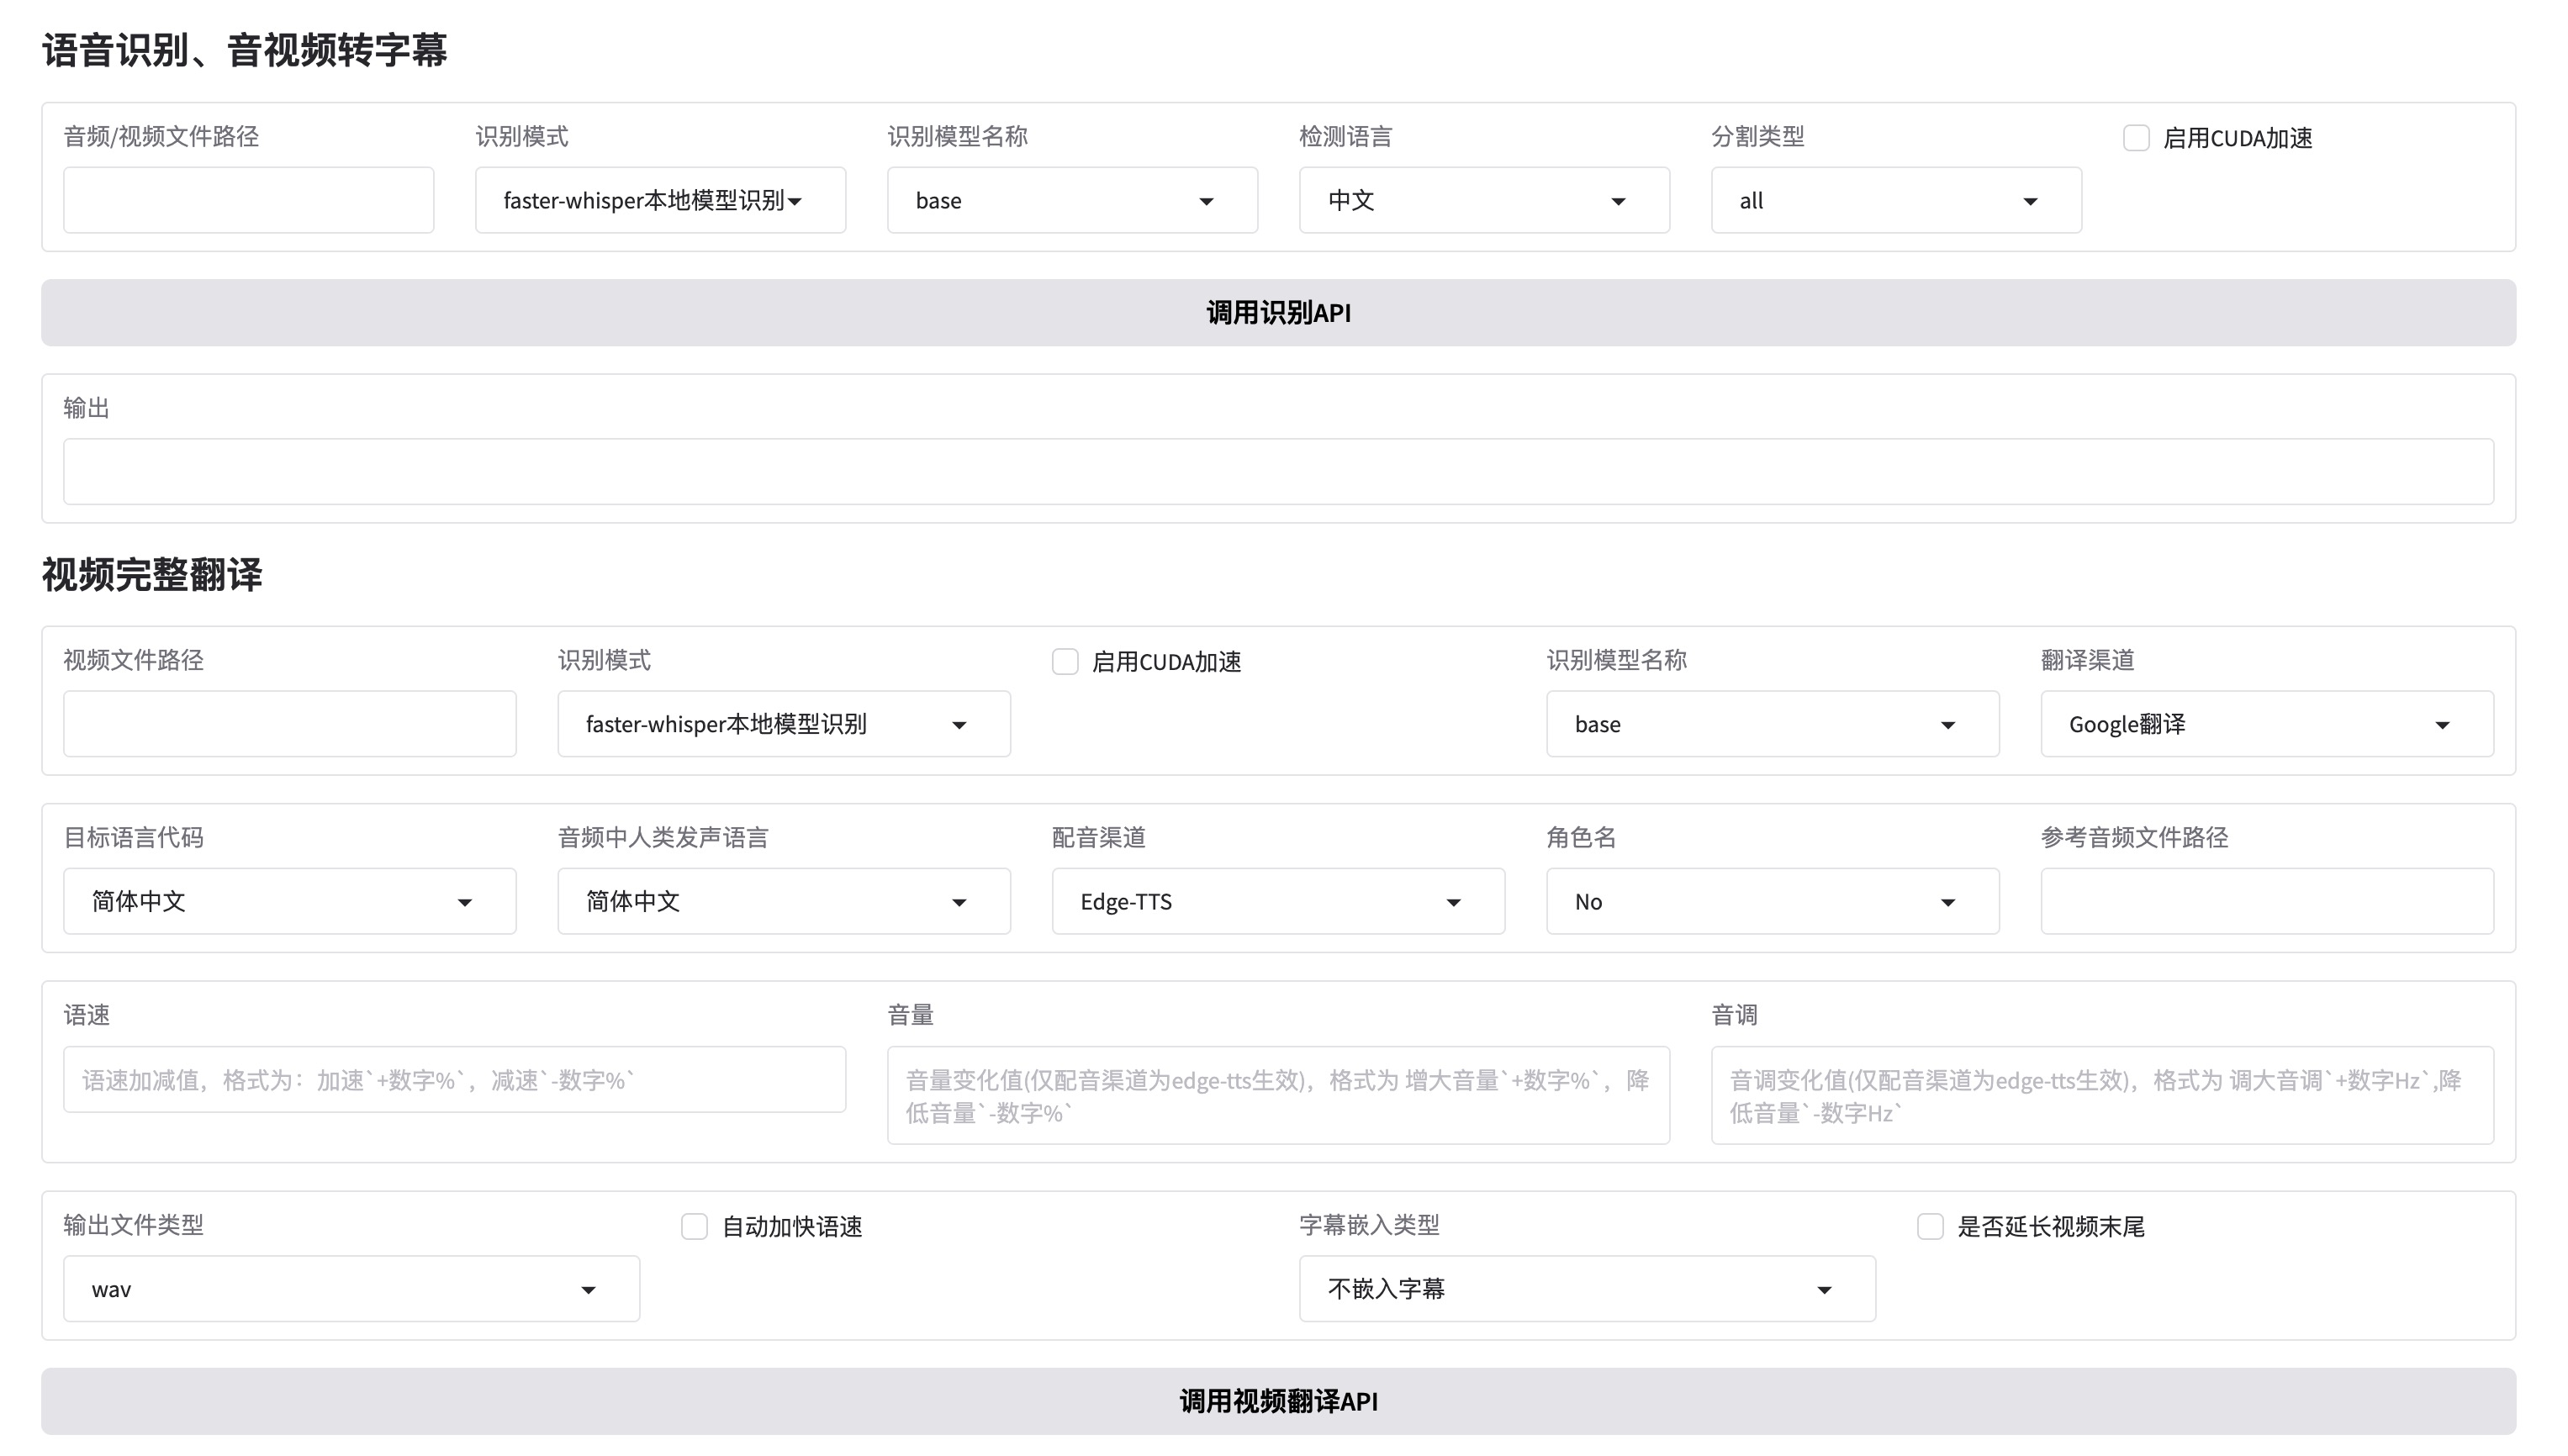 语音识别、音视频转字幕
音频/视频文件路径
识别模式
faster-whisper本地模型识别
识别模型名称
base
检测语言
中文
分割类型
all
启用CUDA加速
调用识别API
输出
视频完整翻译
视频文件路径
识别模式
faster-whisper本地模型识别
启用CUDA加速
识别模型名称
base
翻译渠道
Google翻译
目标语言代码
简体中文
音频中人类发声语言
简体中文
配音渠道
Edge-TTS
角色名
No
参考音频文件路径
语速
语速加减值，格式为：加速`+数字%`，减速`-数字%`
音量
音量变化值(仅配音渠道为edge-tts生效)，格式为 增大音量`+数字%`，降
低音量`-数字%`
音调
音调变化值(仅配音渠道为edge-tts生效)，格式为 调大音调`+数字Hz`,降
低音量`-数字Hz`
输出文件类型
wav
自动加快语速
字幕嵌入类型
不嵌入字幕
是否延长视频末尾
调用视频翻译API